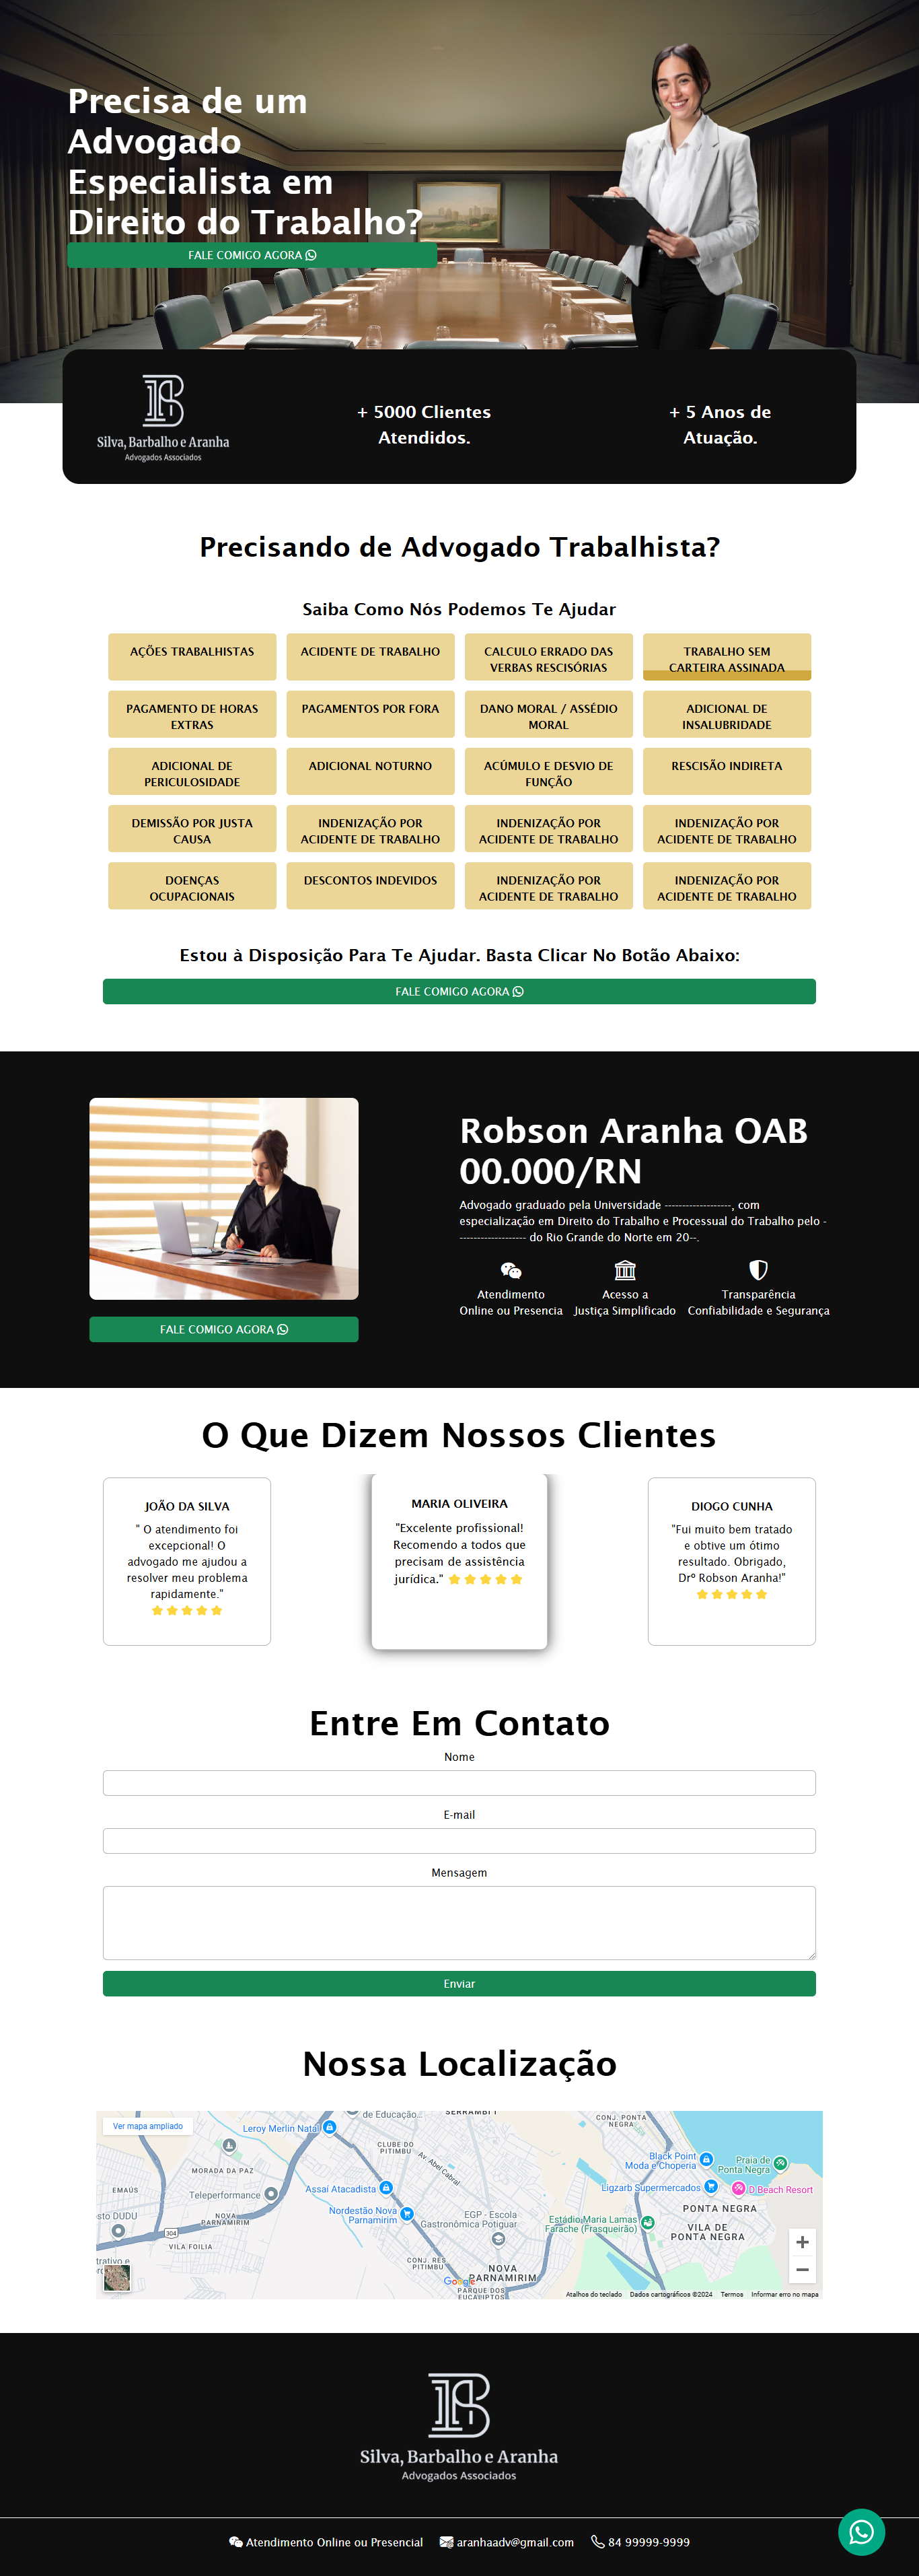 Precisa de um
Advogado
Especialista em
Direito do Trabalho?
FALE COMIGO AGORA
Silva, Barbalho e Aranha
Advogados Associados
+ 5000 Clientes
Atendidos.
+ 5 Anos de
Atuação.
Precisando de Advogado Trabalhista?
Saiba Como Nós Podemos Te Ajudar
AÇÕES TRABALHISTAS
ACIDENTE DE TRABALHO
CALCULO ERRADO DAS
VERBAS RESCISÓRIAS
TRABALHO SEM
CARTEIRA ASSINADA
PAGAMENTO DE HORAS
EXTRAS
PAGAMENTOS POR FORA
DANO MORAL / ASSÉDIO
MORAL
ADICIONAL DE
INSALUBRIDADE
ADICIONAL DE
PERICULOSIDADE
ADICIONAL NOTURNO
ACÚMULO E DESVIO DE
FUNÇÃO
RESCISÃO INDIRETA
DEMISSÃO POR JUSTA
CAUSA
INDENIZAÇÃO POR
ACIDENTE DE TRABALHO
INDENIZAÇÃO POR
ACIDENTE DE TRABALHO
INDENIZAÇÃO POR
ACIDENTE DE TRABALHO
DOENÇAS
OCUPACIONAIS
DESCONTOS INDEVIDOS
INDENIZAÇÃO POR
ACIDENTE DE TRABALHO
INDENIZAÇÃO POR
ACIDENTE DE TRABALHO
Estou à Disposição Para Te Ajudar. Basta Clicar No Botão Abaixo:
FALE COMIGO AGORA
FALE COMIGO AGORA
Robson Aranha OAB
00.000/RN
Advogado graduado pela Universidade -------------------, com
especialização em Direito do Trabalho e Processual do Trabalho pelo -
------------------- do Rio Grande do Norte em 20--.
Atendimento
Online ou Presencia
Acesso a
Justiça Simplificado
Transparência
Confiabilidade e Segurança
O Que Dizem Nossos Clientes
JOÃO DA SILVA
" O atendimento foi
excepcional! O
advogado me ajudou a
resolver meu problema
rapidamente."
MARIA OLIVEIRA
"Excelente profissional!
Recomendo a todos que
precisam de assistência
jurídica."
DIOGO CUNHA
"Fui muito bem tratado
e obtive um ótimo
resultado. Obrigado,
Drº Robson Aranha!"
Entre Em Contato
Nome
E-mail
Mensagem
Enviar
Nossa Localização
Ver mapa ampliado
de Educação...
Leroy Merlin Natal
CONJ. PONTA
NEGRA
CLUBE DO
PITIMBU
Av. Abel Cabral
Black Point
Moda e Choperia
Praia de
Ponta Negra
MORADA DA PAZ
EMAÚS
Teleperformance
Assaí Atacadista
Ligzarb Supermercados
D Beach Resort
NOVA
PARNAMIRIM
Nordestão Nova
Parnamirim
EGP - Escola
Gastronômica Potiguar
Estádio Maria Lamas
Farache (Frasqueirão)
PONTA NEGRA
VILA DE
PONTA NEGRA
sto DUDU
304
VILA FOILIA
CONJ. RES
PITIMBU
NOVA
PARNAMIRIM
Google
PARQUE DOS
EUCALIPTOS
Atalhos do teclado
Dados cartográficos ©2024
Termos
Informar erro no mapa
Silva, Barbalho e Aranha
Advogados Associados
Atendimento Online ou Presencial
aranhaadv@gmail.com
84 99999-9999